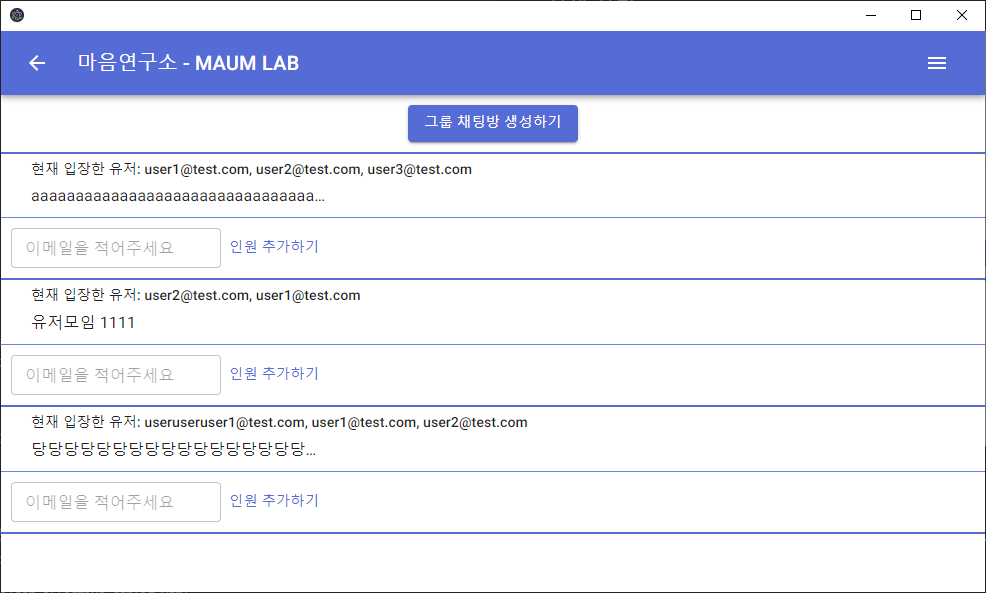 마음연구소 - MAUM LAB
그룹 채팅방 생성하기
현재 입장한 유저: user1@test.com, user2@test.com, user3@test.com
aaaaaaaaaaaaaaaaaaaaaaaaaaaaaaaa...
이메일을 적어주세요 인원 추가하기
현재 입장한 유저: user2@test.com, user1@test.com
유저모임 1111
이메일을 적어주세요 인원 추가하기
현재 입장한 유저: useruseruser1@test.com, user1@test.com, user2@test.com
당당당당당당당당당당당당당당당당당...
이메일을 적어주세요 인원 추가하기